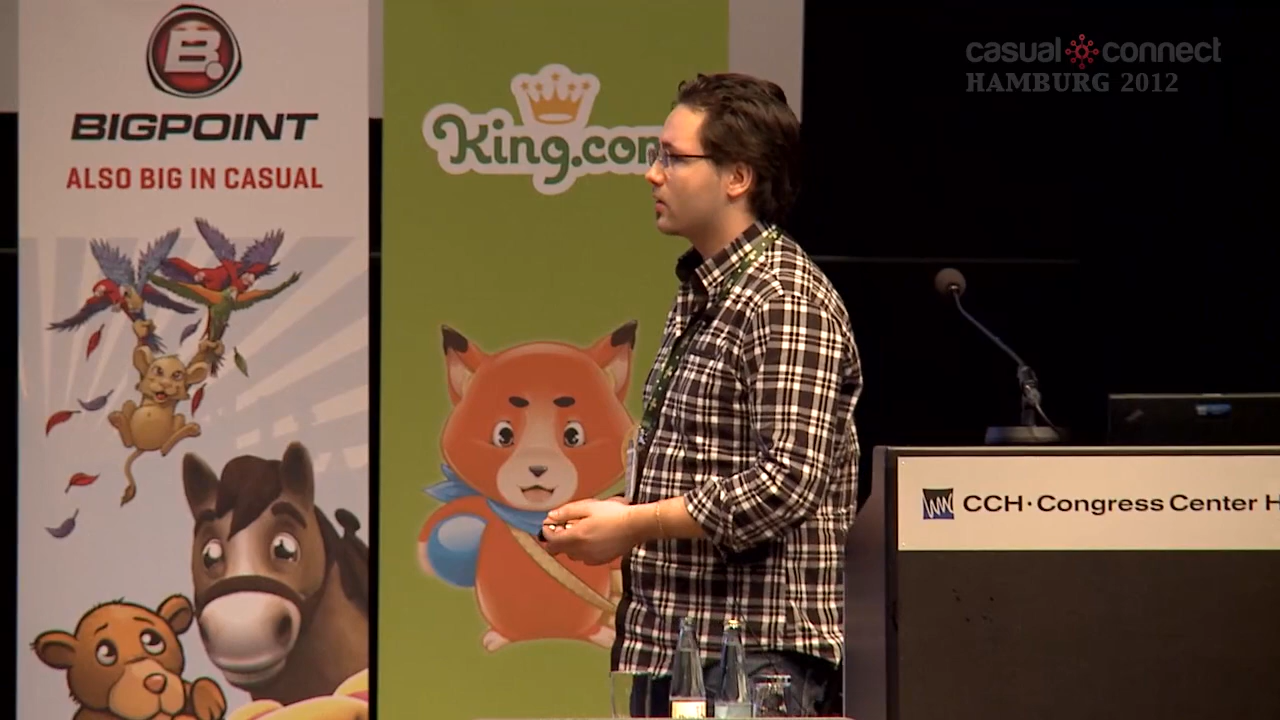 casual connect
HAMBURG 2012
B.
BIGPOINT
ALSO BIG IN CASUAL
King.com
CCH·Congress Center H